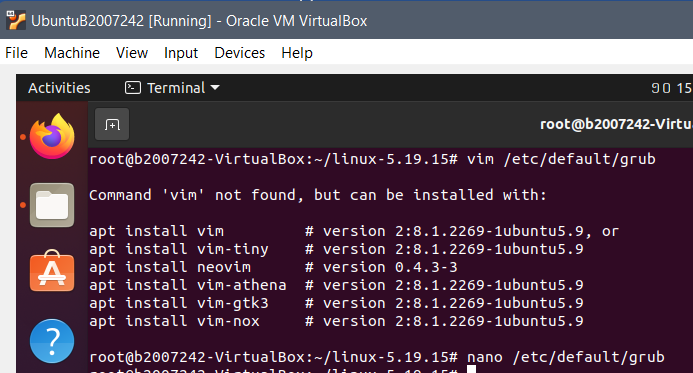 UbuntuB2007242 [Running] - Oracle VM VirtualBox
File Machine View Input Devices Help
Activities Terminal 15
root@b2007242-Virtu
root@b2007242-VirtualBox:~/linux-5.19.15# vim /etc/default/grub
Command 'vim' not found, but can be installed with:
apt install vim # version 2:8.1.2269-1ubuntu5.9, or
apt install vim-tiny # version 2:8.1.2269-1ubuntu5.9
apt install neovim # version 0.4.3-3
apt install vim-athena # version 2:8.1.2269-1ubuntu5.9
apt install vim-gtk3 # version 2:8.1.2269-1ubuntu5.9
apt install vim-nox # version 2:8.1.2269-1ubuntu5.9
root@b2007242-VirtualBox:~/linux-5.19.15# nano /etc/default/grub
root@b2007242-VirtualBox:~/linux-5.19.15#